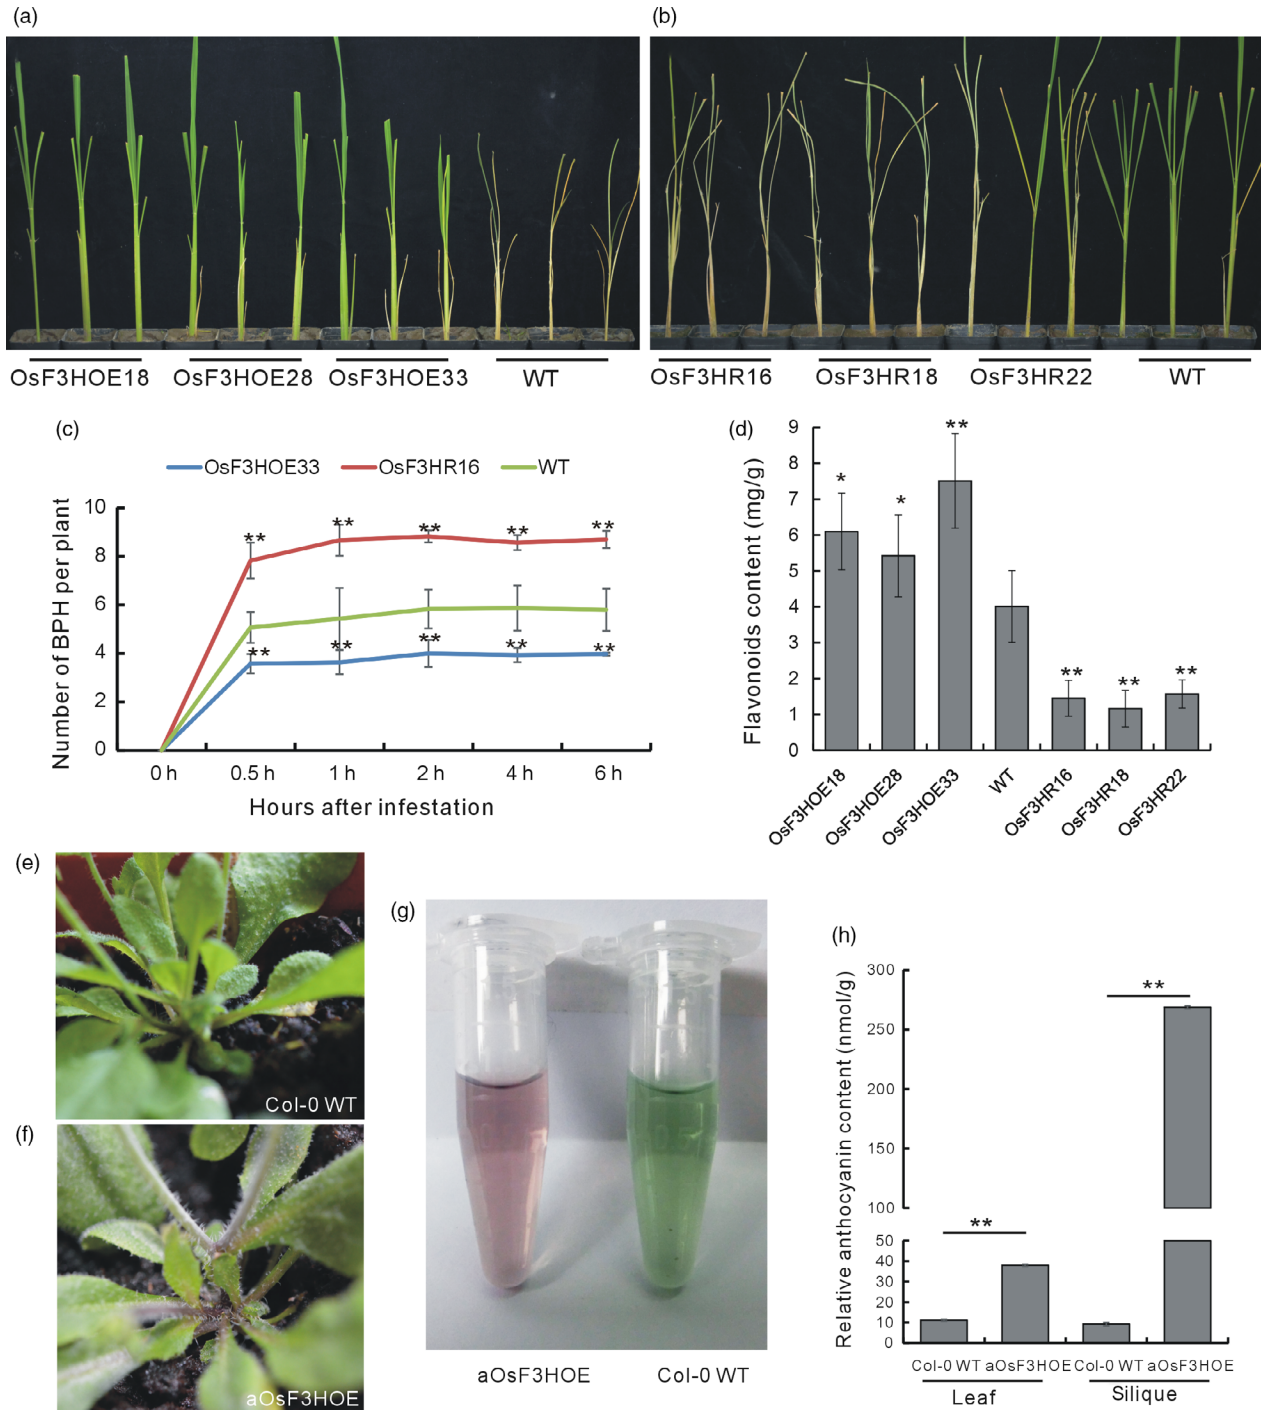 (a)
(b)
OsF3HOE18 OsF3HOE28 OsF3HOE33 WT
OsF3HR16 OsF3HR18 OsF3HR22 WT
(c)
OsF3HOE33 OsF3HR16 WT
Number of BPH per plant
10
8
6
4
2
0
** ** ** ** **
** ** ** ** **
0 h 0.5 h 1 h 2 h 4 h 6 h
Hours after infestation
(d)
Flavonoids content (mg/g)
9
8
7
6
5
4
3
2
1
0
* * ** ** ** **
OsF3HOE18 OsF3HOE28 OsF3HOE33 WT OsF3HR16 OsF3HR18 OsF3HR22
(e)
Col-0 WT
(f)
aOsF3HOE
(g)
aOsF3HOE Col-0 WT
(h)
Relative anthocyanin content (nmol/g)
300
250
200
150
100
50
40
30
20
10
0
** **
Col-0 WT aOsF3HOE Col-0 WT aOsF3HOE
Leaf Silique